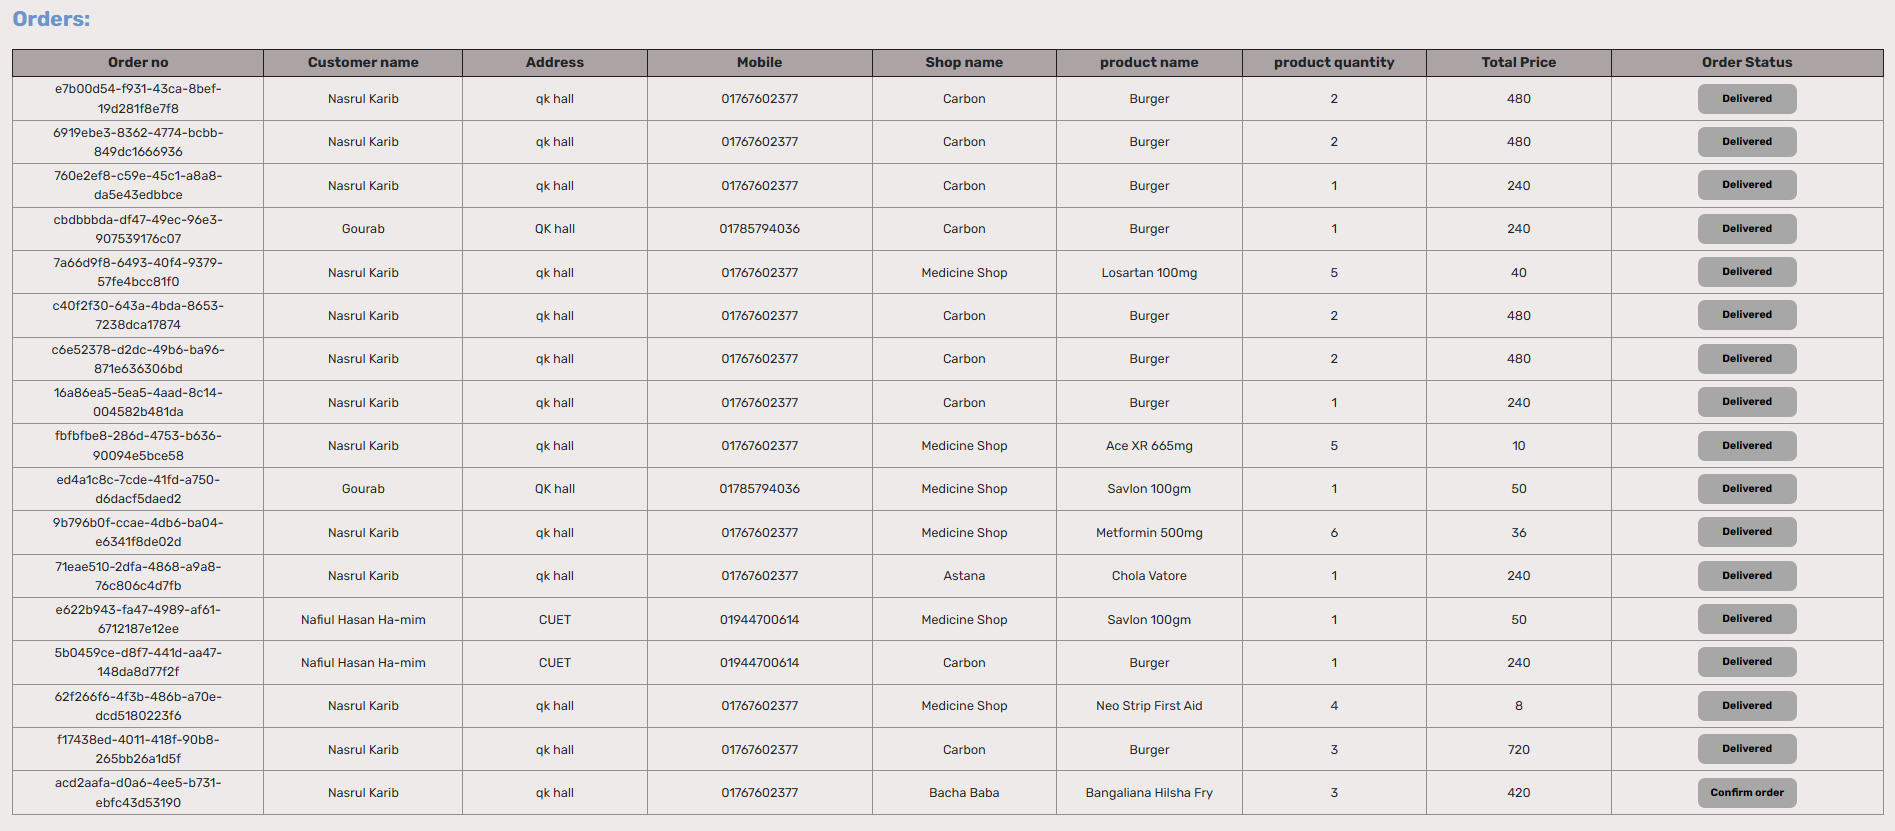 Orders:
Order no Customer name Address Mobile Shop name product name product quantity Total Price Order Status
e7b00d54-f931-43ca-8bef-
19d281f8e7f8 Nasrul Karib qk hall 01767602377 Carbon Burger 2 480 Delivered
6919ebe3-8362-4774-bcbb-
849dc1666936 Nasrul Karib qk hall 01767602377 Carbon Burger 2 480 Delivered
760e2ef8-c59e-45c1-a8a8-
da5e43edbbce Nasrul Karib qk hall 01767602377 Carbon Burger 1 240 Delivered
cbdbbbda-df47-49ec-96e3-
907539176c07 Gourab QK hall 01785794036 Carbon Burger 1 240 Delivered
7a66d9f8-6493-40f4-9379-
57fe4bcc81f0 Nasrul Karib qk hall 01767602377 Medicine Shop Losartan 100mg 5 40 Delivered
c40f2f30-643a-4bda-8653-
7238dca17874 Nasrul Karib qk hall 01767602377 Carbon Burger 2 480 Delivered
c6e52378-d2dc-49b6-ba96-
871e636306bd Nasrul Karib qk hall 01767602377 Carbon Burger 2 480 Delivered
16a86ea5-5ea5-4aad-8c14-
004582b481da Nasrul Karib qk hall 01767602377 Carbon Burger 1 240 Delivered
fbfbfbe8-286d-4753-b636-
90094e5bce58 Nasrul Karib qk hall 01767602377 Medicine Shop Ace XR 665mg 5 10 Delivered
ed4a1c8c-7cde-41fd-a750-
d6dacf5daed2 Gourab QK hall 01785794036 Medicine Shop Savlon 100gm 1 50 Delivered
9b796b0f-ccae-4db6-ba04-
e6341f8de02d Nasrul Karib qk hall 01767602377 Medicine Shop Metformin 500mg 6 36 Delivered
71eae510-2dfa-4868-a9a8-
76c806c4d7fb Nasrul Karib qk hall 01767602377 Astana Chola Vatore 1 240 Delivered
e622b943-fa47-4989-af61-
6712187e12ee Nafiul Hasan Ha-mim CUET 01944700614 Medicine Shop Savlon 100gm 1 50 Delivered
5b0459ce-d8f7-441d-aa47-
148da8d77f2f Nafiul Hasan Ha-mim CUET 01944700614 Carbon Burger 1 240 Delivered
62f266f6-4f3b-486b-a70e-
dcd5180223f6 Nasrul Karib qk hall 01767602377 Medicine Shop Neo Strip First Aid 4 8 Delivered
f17438ed-4011-418f-90b8-
265bb26a1d5f Nasrul Karib qk hall 01767602377 Carbon Burger 3 720 Delivered
acd2aafa-d0a6-4ee5-b731-
ebfc43d53190 Nasrul Karib qk hall 01767602377 Bacha Baba Bangaliana Hilsha Fry 3 420 Confirm order